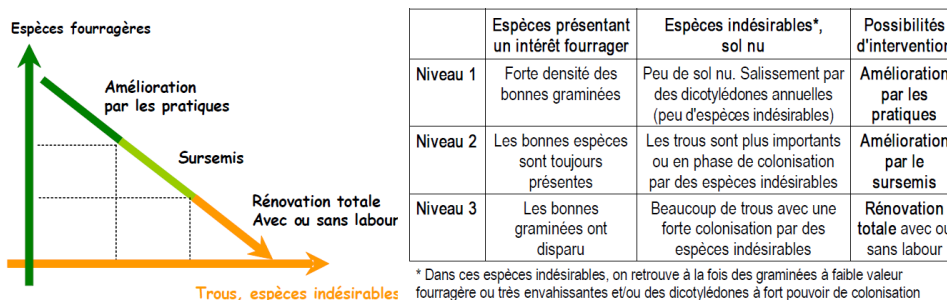 Espèces fourragères
Amélioration
par les pratiques
Sursemis
Rénovation totale
Avec ou sans labour
Trous, espèces indésirables
Espèces présentant
un intérêt fourrager
Espèces indésirables*,
sol nu
Possibilités
d'intervention
Niveau 1
Forte densité des
bonnes graminées
Peu de sol nu. Salissement par
des dicotylédones annuelles
(peu d'espèces indésirables)
Amélioration
par les
pratiques
Niveau 2
Les bonnes espèces
sont toujours
présentes
Les trous sont plus importants
ou en phase de colonisation
par des espèces indésirables
Amélioration
par le
sursemis
Niveau 3
Les bonnes
graminées ont
disparu
Beaucoup de trous avec une
forte colonisation par des
espèces indésirables
Rénovation
totale avec ou
sans labour
* Dans ces espèces indésirables, on retrouve à la fois des graminées à faible valeur
fourragère ou très envahissantes et/ou des dicotylédones à fort pouvoir de colonisation